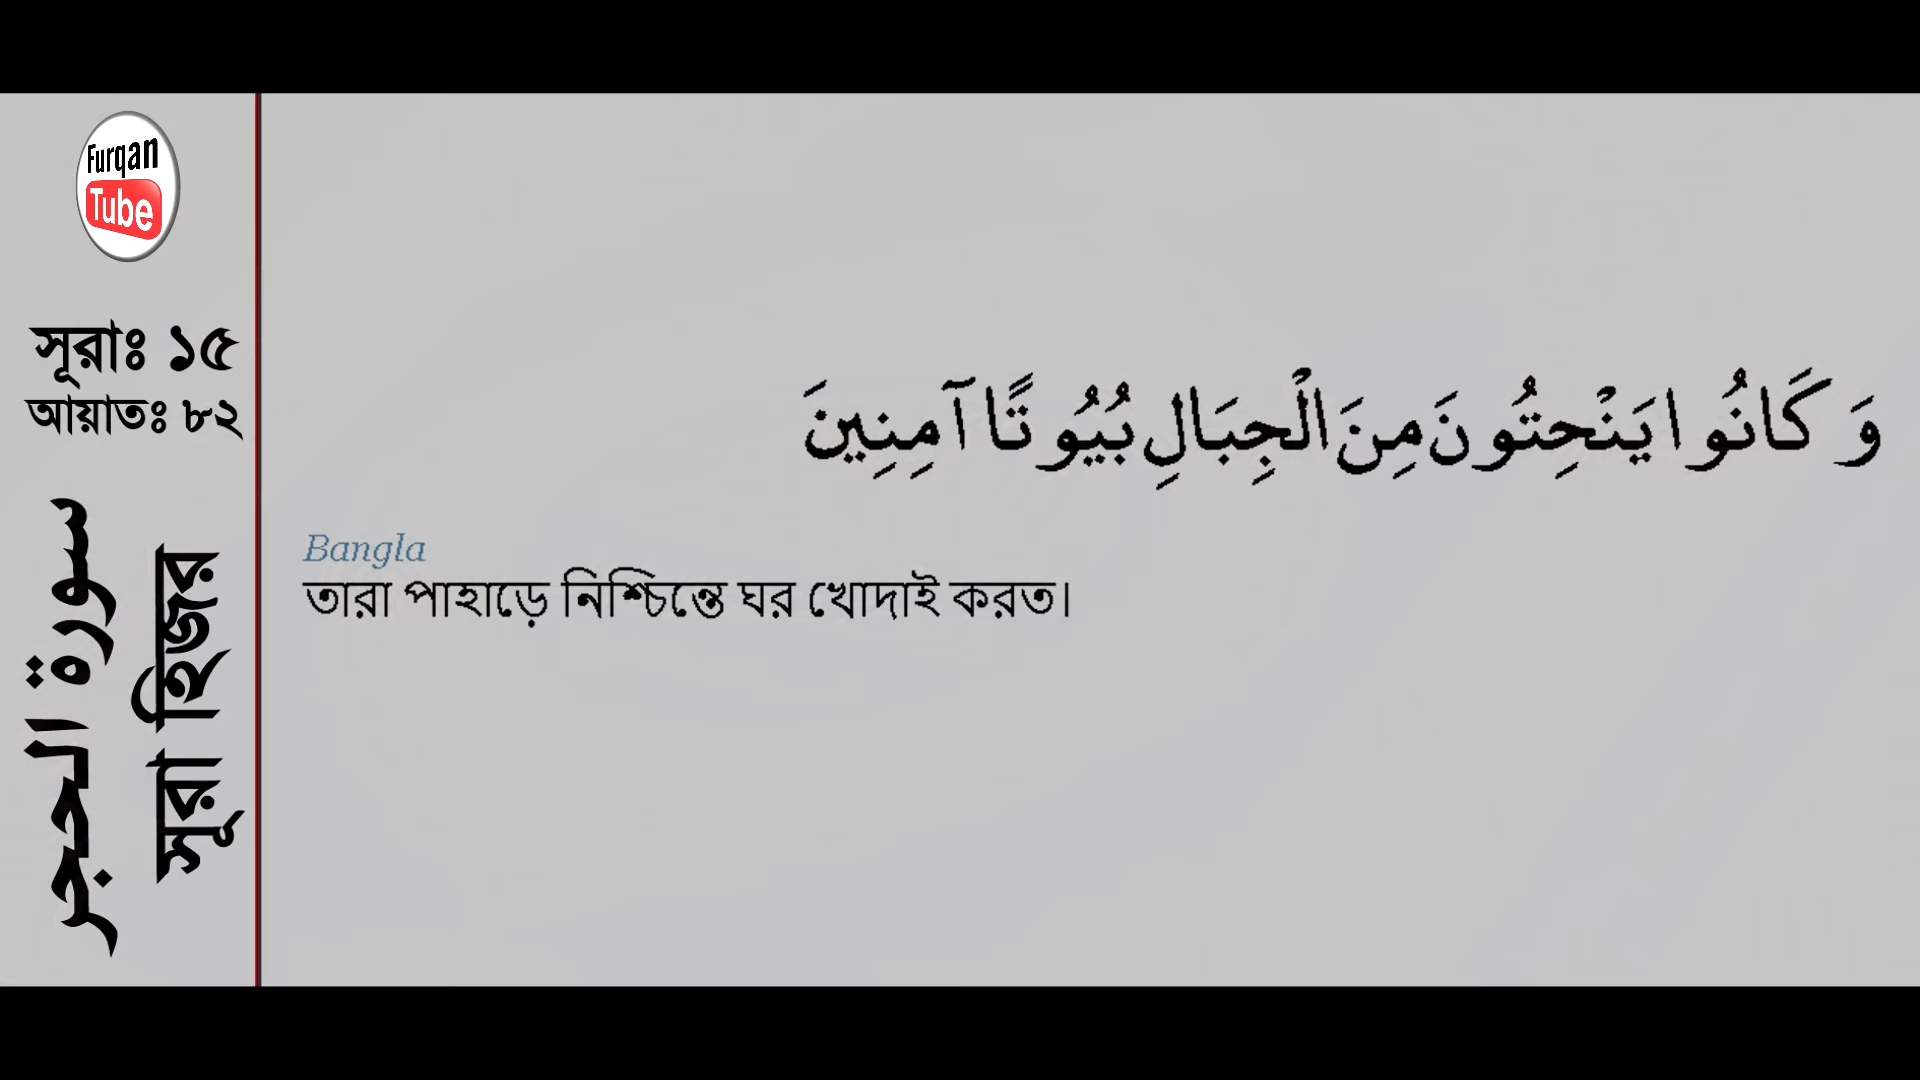 Furqan
Tube
সূরাঃ ১৫
আয়াতঃ ৮২
سورة الحجر
সূরা হিজর
وَكَانُوا يَنْحِتُونَ مِنَ الْجِبَالِ بُيُوتًا آمِنِينَ
Bangla
তারা পাহাড়ে নিশ্চিন্তে ঘর খোদাই করত।